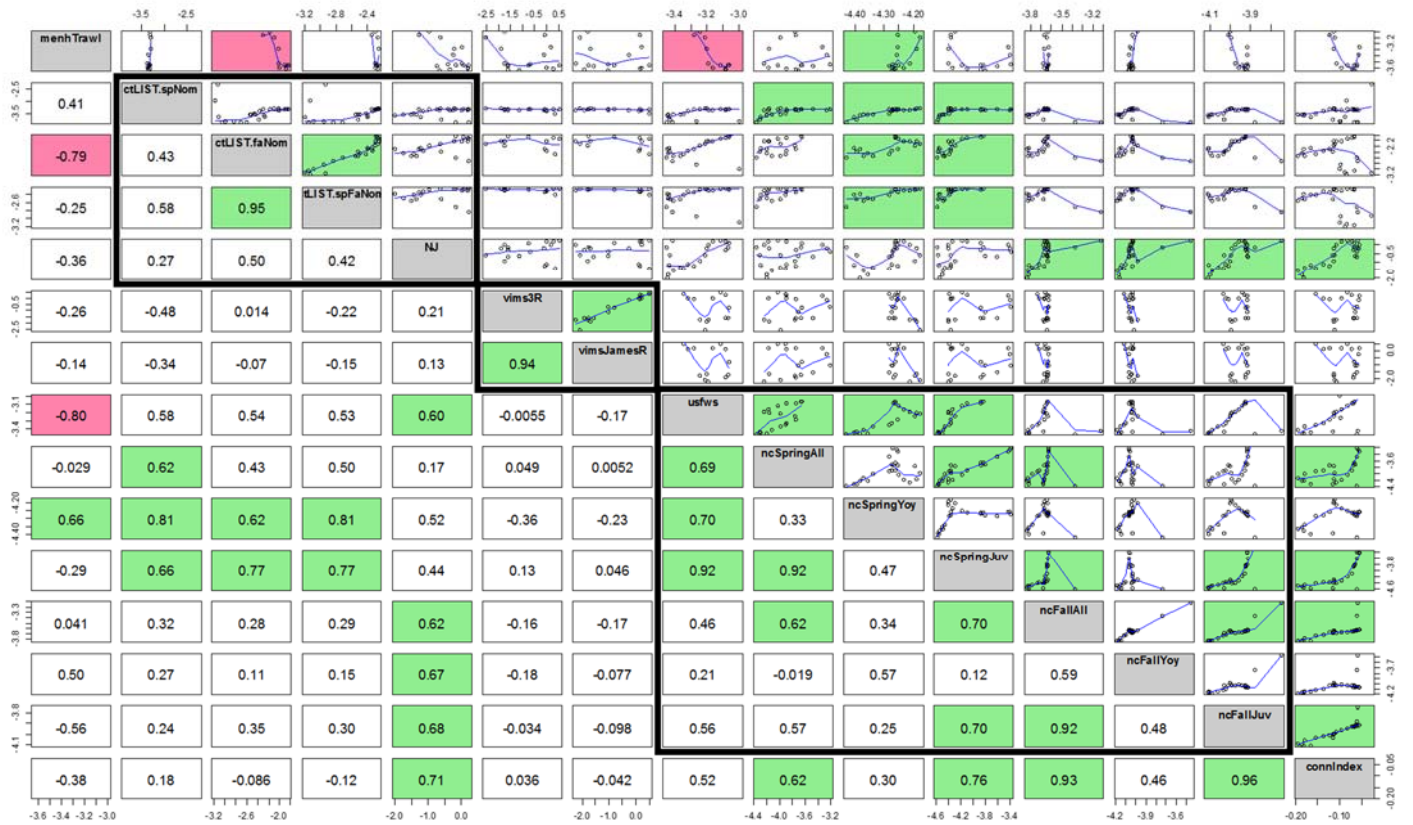 -3.5 -2.5 -2.8 -2.4 -2.5 -1.5 -0.5 0.5 -3.4 -3.0 -4.40 -4.30 -4.20 -3.8 -3.6 -3.4 -3.2 -4.1 -3.9
menhTrawl -3.6 -3.2
-3.5 -2.5 0.41 ctLIST.spNom
-0.79 0.43 ctLIST.faNom -3.2 -2.2
-3.2 -2.6 -0.25 0.58 0.95 tLIST.spFaNon
-0.36 0.27 0.50 0.42 NJ -2.0 -0.5
-2.5 -0.5 -0.26 -0.48 0.014 -0.22 0.21 vims3R
-0.14 -0.34 -0.07 -0.15 0.13 0.94 vimsJamesR -2.0 0.0
-3.4 -3.1 -0.80 0.58 0.54 0.53 0.60 -0.0055 -0.17 usfws
-0.029 0.62 0.43 0.50 0.17 0.049 0.0052 0.69 ncSpringAll -4.4 -3.6
-4.40 -4.20 0.66 0.81 0.62 0.81 0.52 -0.36 -0.23 0.70 0.33 ncSpringYoy
-0.29 0.66 0.77 0.77 0.44 0.13 0.046 0.92 0.92 0.47 ncSpringJuv -4.6 -3.8
-3.8 -3.3 0.041 0.32 0.28 0.29 0.62 -0.16 -0.17 0.46 0.62 0.34 0.70 ncFallAll
0.50 0.27 0.11 0.15 0.67 -0.18 -0.077 0.21 -0.019 0.57 0.12 0.59 ncFallYoy -4.2 -3.7
-4.1 -3.8 -0.56 0.24 0.35 0.30 0.68 -0.034 -0.098 0.56 0.57 0.25 0.70 0.92 0.48 ncFallJuv
-0.38 0.18 -0.086 -0.12 0.71 0.036 -0.042 0.52 0.62 0.30 0.76 0.93 0.46 0.96 connIndex -0.20 -0.05
-3.6 -3.4 -3.2 -3.0 -3.2 -2.8 -2.4 -2.0 -2.0 -1.0 0.0 -2.0 -1.0 0.0 -4.4 -4.0 -3.6 -3.2 -4.6 -4.2 -3.8 -3.4 -4.2 -4.0 -3.8 -3.6 -0.20 -0.10